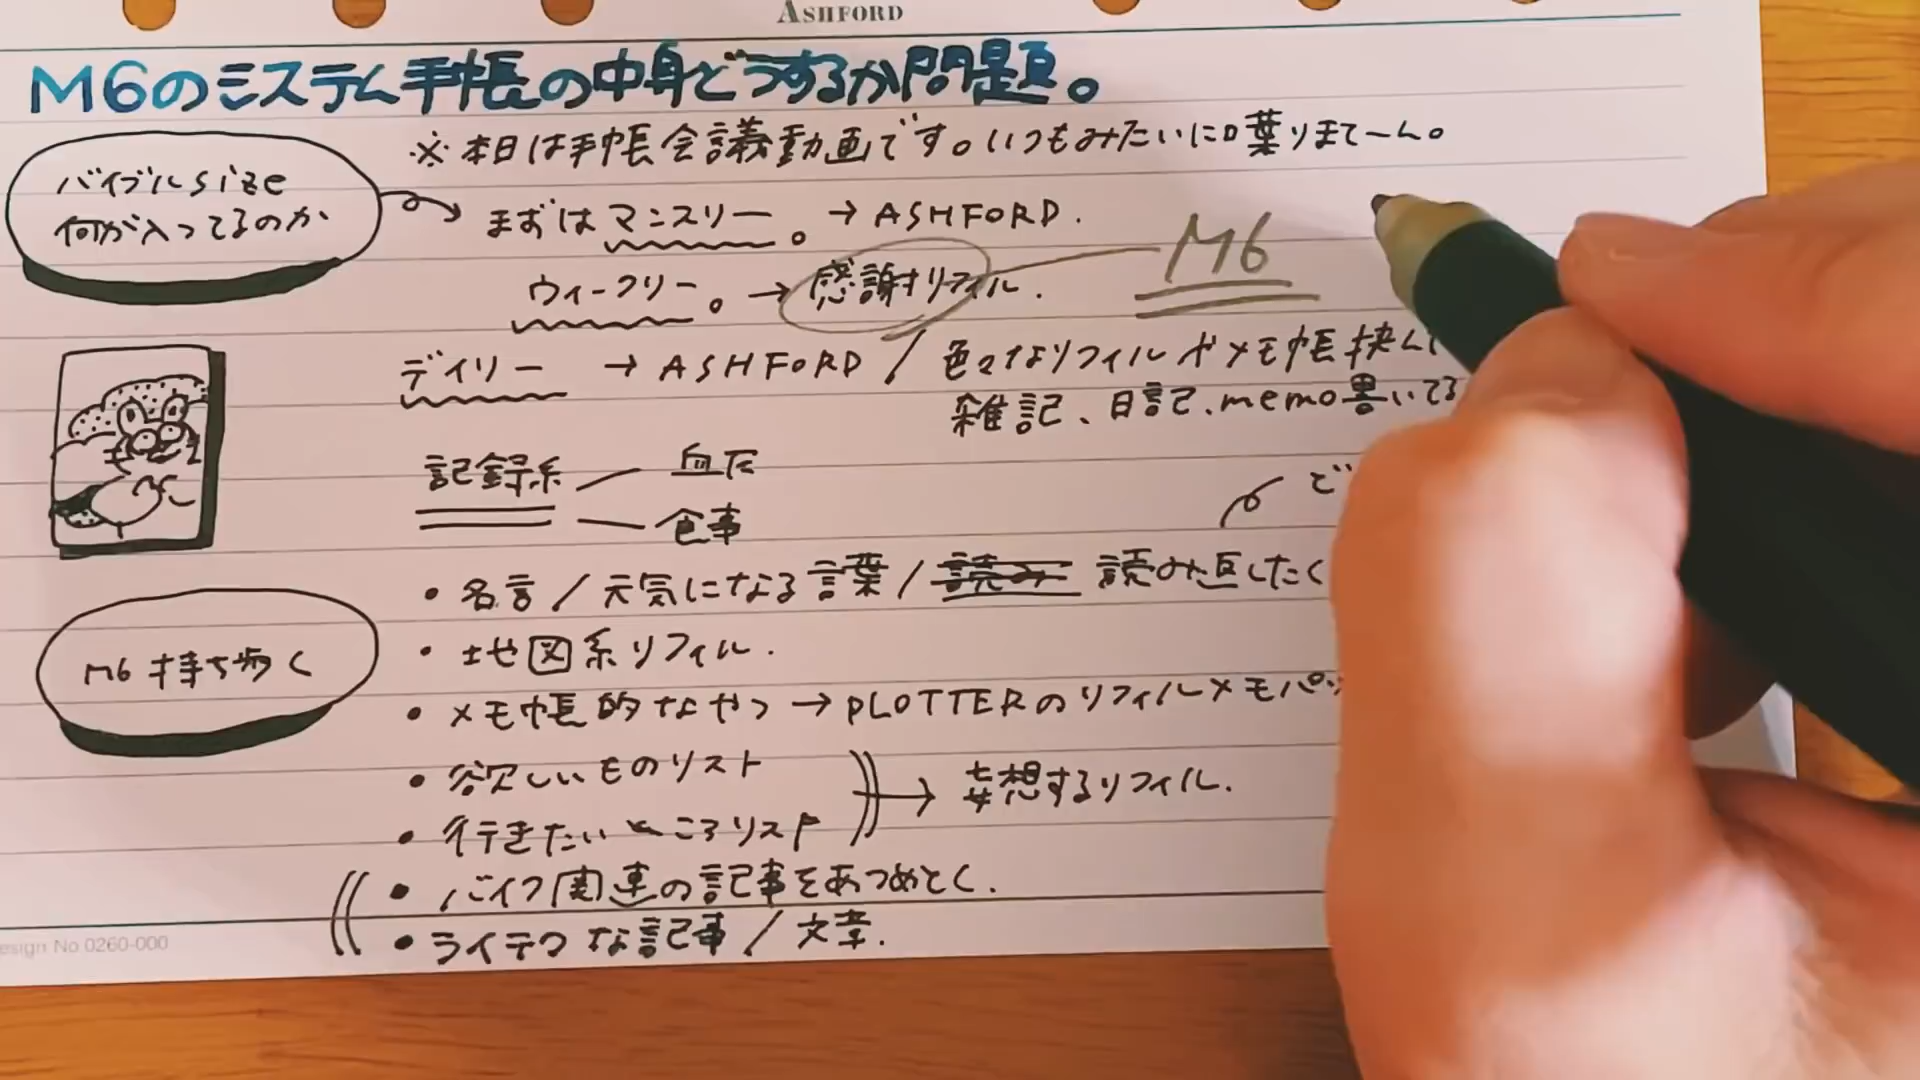 ASHFORD
M6のシステム手帳の中身どうするか問題。
※本日は手帳会議動画です。いつもみたいに喋りまてーん。
バイブルsize
何が入ってるのか
まずはマンスリー。→ASHFORD.
ウィークリー。→感謝リフィル.
M6
デイリー →ASHFORD/色々なリフィルやメモ帳挟ん
雑記、日記、memo書いてる
記録系
血圧
食事
ど
・名言/元気になる言葉/読み 読み返したく
・地図系リフィル.
M6持ち歩く
・メモ帳的なやつ→PLOTTERのリフィルメモパッ
・欲しいものリスト
・行きたいところリスト
→妄想するリフィル.
・バイク関連の記事をあつめとく.
・ライテクな記事/文章.
esign No 0260-000